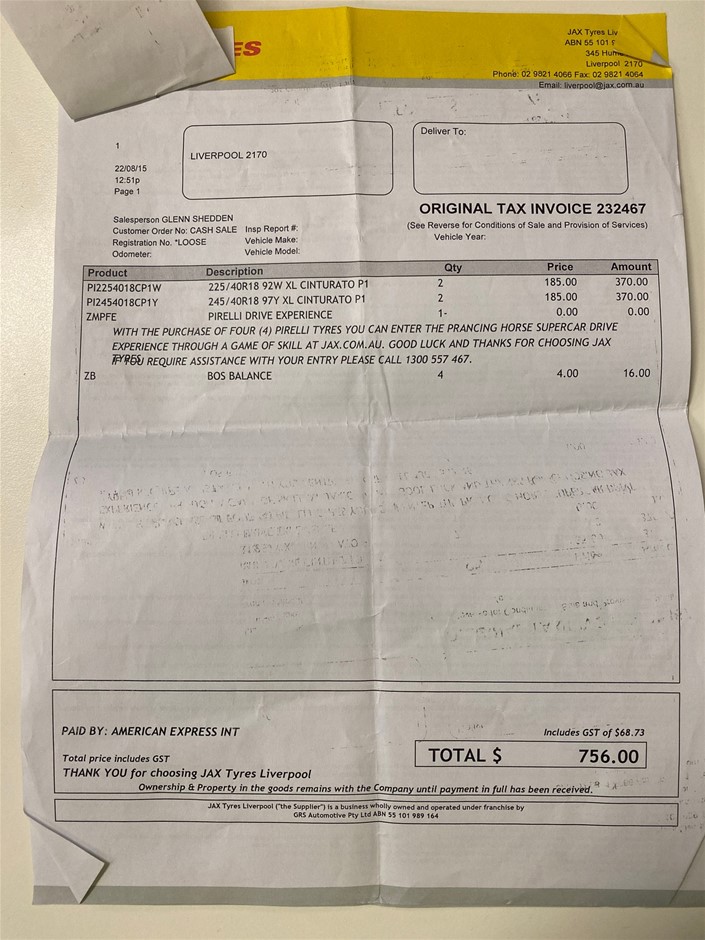 ES
JAX Tyres Liv
ABN 55 101
345 Hum
Liverpool 2170
Phone: 02 9821 4066 Fax: 02 9821 4064
Email: liverpool@jax.com.au
1
22/08/15
12:51p
Page 1
LIVERPOOL 2170
Deliver To:
ORIGINAL TAX INVOICE 232467
(See Reverse for Conditions of Sale and Provision of Services)
Salesperson GLENN SHEDDEN
Customer Order No: CASH SALE Insp Report #:
Registration No. *LOOSE Vehicle Make: Vehicle Year:
Odometer: Vehicle Model:
Product Description Qty Price Amount
PI2254018CP1W 225/40R18 92W XL CINTURATO P1 2 185.00 370.00
PI2454018CP1Y 245/40R18 97Y XL CINTURATO P1 2 185.00 370.00
ZMPFE PIRELLI DRIVE EXPERIENCE 1- 0.00 0.00
WITH THE PURCHASE OF FOUR (4) PIRELLI TYRES YOU CAN ENTER THE PRANCING HORSE SUPERCAR DRIVE
EXPERIENCE THROUGH A GAME OF SKILL AT JAX.COM.AU. GOOD LUCK AND THANKS FOR CHOOSING JAX
TYRES
IF YOU REQUIRE ASSISTANCE WITH YOUR ENTRY PLEASE CALL 1300 557 467.
ZB BOS BALANCE 4 4.00 16.00
PAID BY: AMERICAN EXPRESS INT
Includes GST of $68.73
TOTAL $ 756.00
Total price includes GST
THANK YOU for choosing JAX Tyres Liverpool
Ownership & Property in the goods remains with the Company until payment in full has been received.
JAX Tyres Liverpool ("the Supplier") is a business wholly owned and operated under franchise by
GRS Automotive Pty Ltd ABN 55 101 989 164